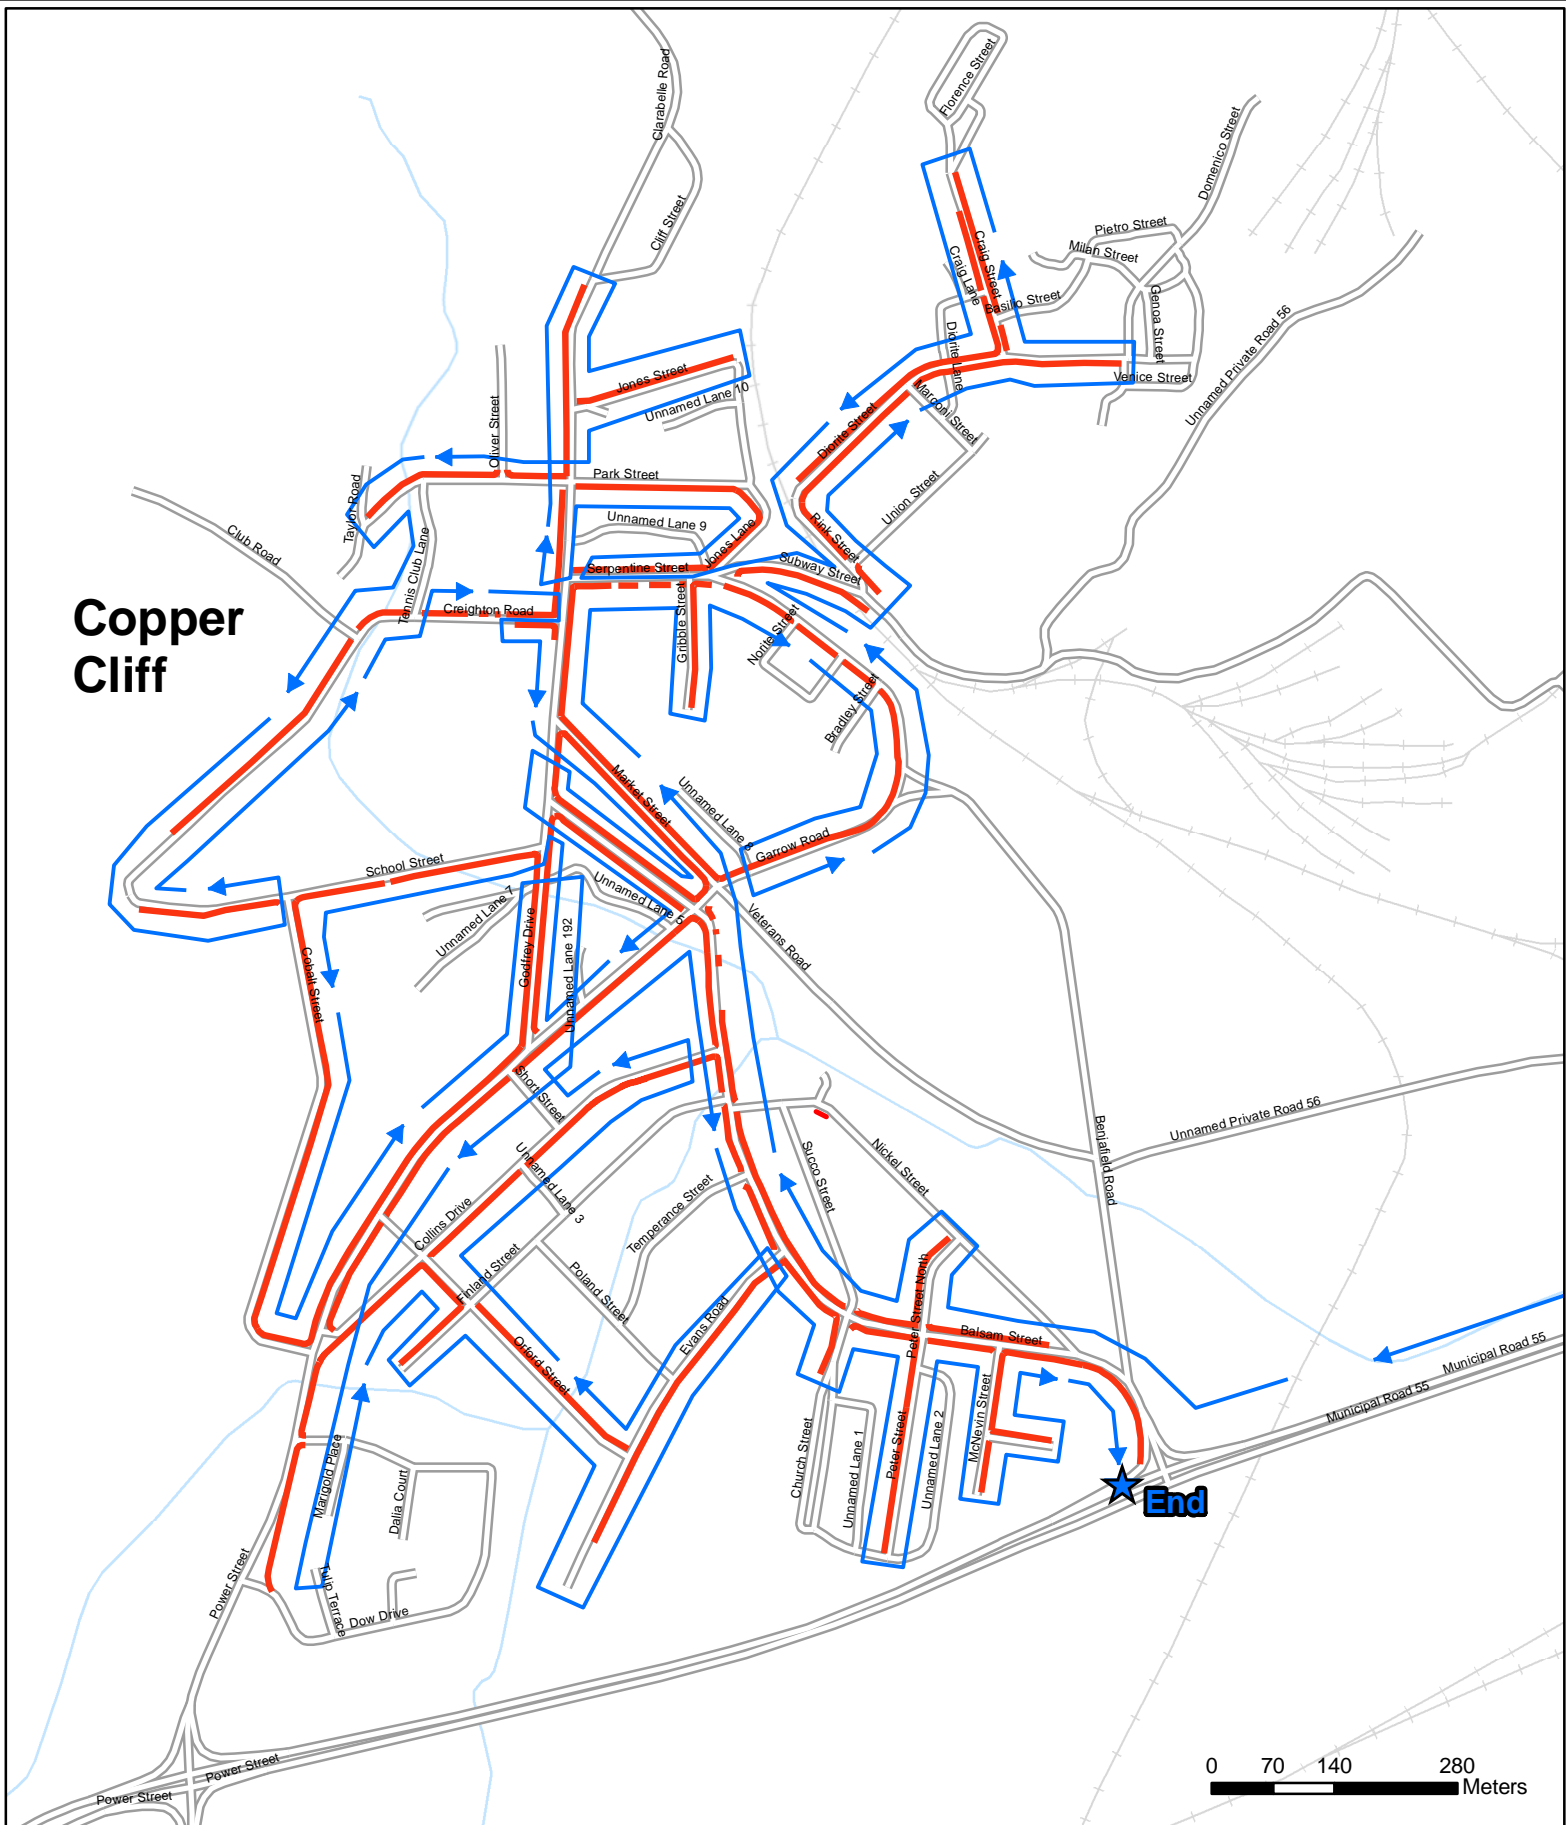 Florence Street
Clarabelle Road
Domenico Street
Cliff Street
Pietro Street
Milan Street
Craig Street
Craig Lane
Basilio Street
Genoa Street
Unnamed Private Road 56
Diorite Lane
Venice Street
Jones Street
Unnamed Lane 10
Marconi Street
Oliver Street
Diorite Street
Park Street
Taylor Road
Union Street
Unnamed Lane 9
Club Road
Rink Street
Jones Lane
Tennis Club Lane
Serpentine Street
Subway Street
Copper
Cliff
Creighton Road
Gribble Street
Norite Street
Bradley Street
Market Street
Unnamed Lane 8
Garrow Road
School Street
Unnamed Lane 7
Unnamed Lane 5
Godfrey Drive
Unnamed Lane 192
Veterans Road
Cobalt Street
Short Street
Unnamed Private Road 56
Benjafield Road
Nickel Street
Succo Street
Unnamed Lane 3
Collins Drive
Temperance Street
Finland Street
Poland Street
Peter Street North
Evans Road
Balsam Street
Orford Street
Municipal Road 55
Municipal Road 55
McNevin Street
Church Street
Unnamed Lane 1
Peter Street
Unnamed Lane 2
Marigold Place
Dalia Court
End
Power Street
Tulip Terrace
Dow Drive
Power Street
Power Street
0 70 140 280
Meters